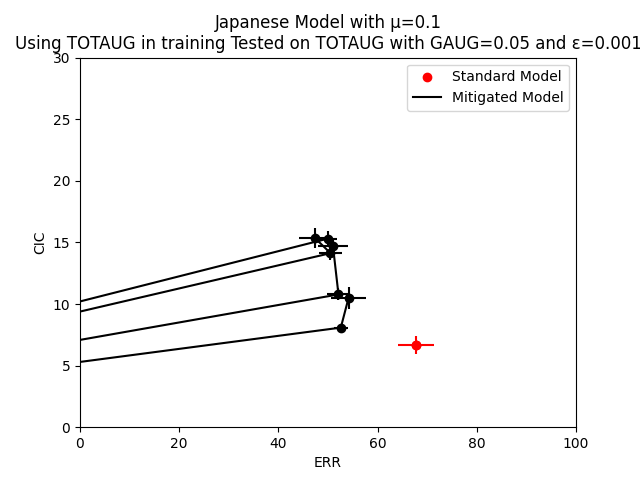 Japanese Model with μ=0.1
Using TOTAUG in training Tested on TOTAUG with GAUG=0.05 and ε=0.001
Standard Model
Mitigated Model
30
25
20
15
10
5
0
CIC
0 20 40 60 80 100
ERR